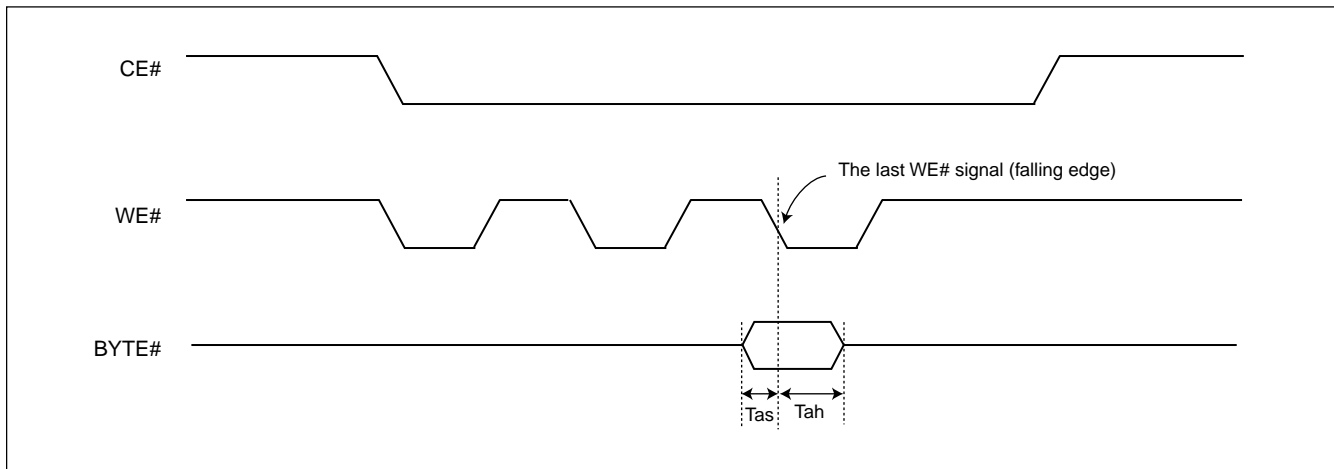 CE#
The last WE# signal (falling edge)
WE#
BYTE#
Tas Tah